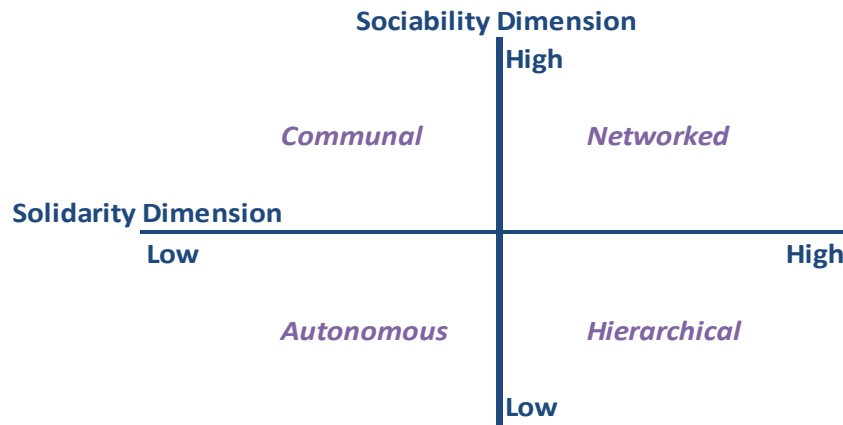 Sociability Dimension
High
Communal Networked
Solidarity Dimension
Low High
Autonomous Hierarchical
Low